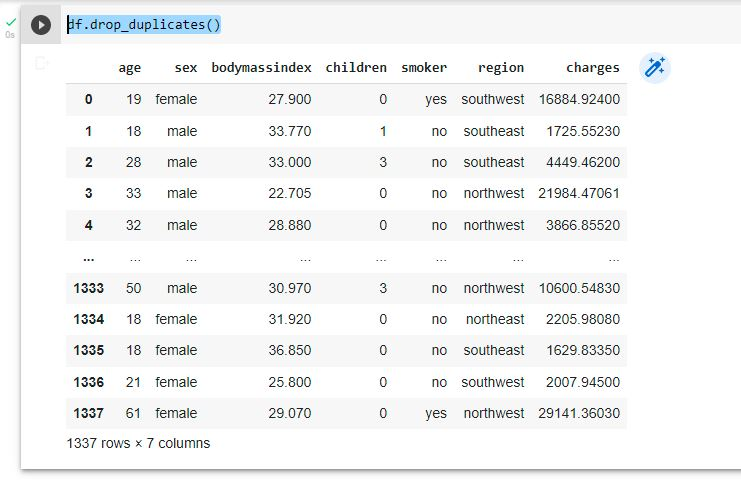 0s
df.drop_duplicates()
age sex bodymassindex children smoker region charges
0 19 female 27.900 0 yes southwest 16884.92400
1 18 male 33.770 1 no southeast 1725.55230
2 28 male 33.000 3 no southeast 4449.46200
3 33 male 22.705 0 no northwest 21984.47061
4 32 male 28.880 0 no northwest 3866.85520
... ... ... ... ... ... ... ...
1333 50 male 30.970 3 no northwest 10600.54830
1334 18 female 31.920 0 no northeast 2205.98080
1335 18 female 36.850 0 no southeast 1629.83350
1336 21 female 25.800 0 no southwest 2007.94500
1337 61 female 29.070 0 yes northwest 29141.36030
1337 rows × 7 columns